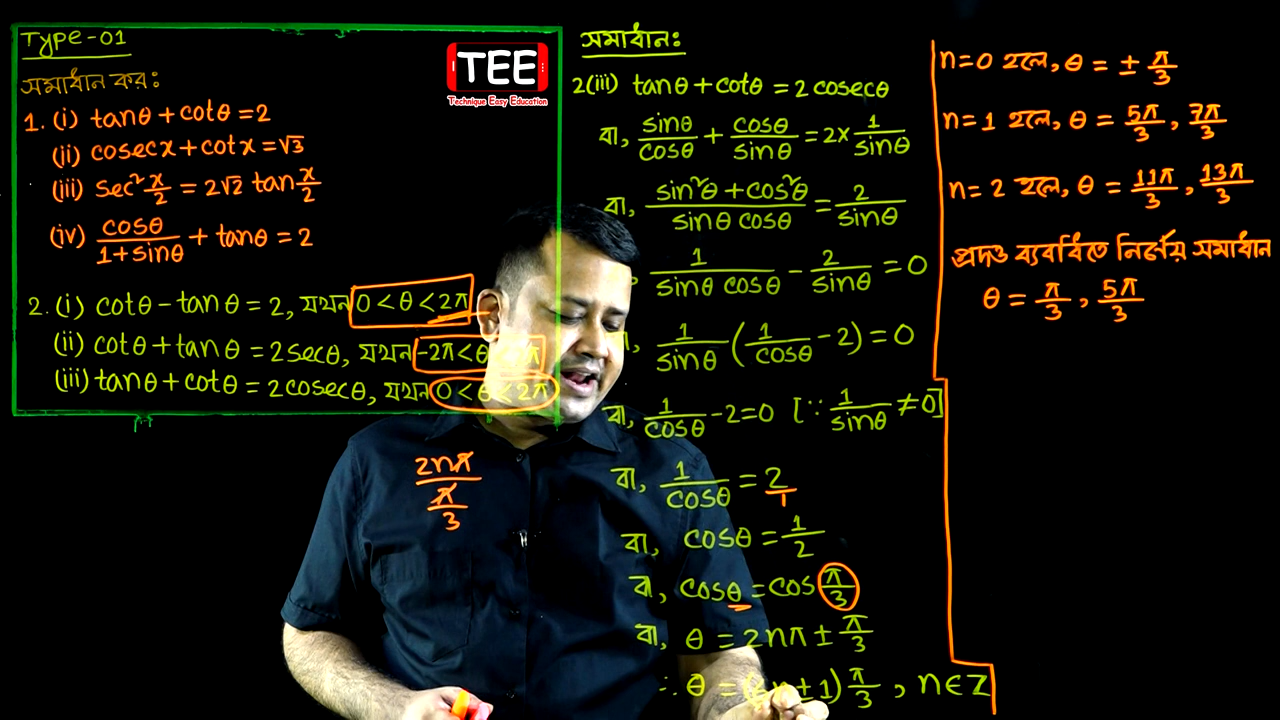 Type-01
TEE
Technique Easy Education
সমাধান কর:
1. (i) tanθ + cotθ = 2
(ii) cosecx + cotx = √3
(iii) sec² x/2 = 2√2 tan x/2
(iv) cosθ/(1+sinθ) + tanθ = 2
2. (i) cotθ - tanθ = 2, যখন 0 < θ < 2π
(ii) cotθ + tanθ = 2secθ, যখন -2π < θ
(iii) tanθ + cotθ = 2cosecθ, যখন 0 < θ < 2π
2nπ/(π/3)
সমাধান:
2(iii) tanθ + cotθ = 2cosecθ
বা, sinθ/cosθ + cosθ/sinθ = 2× 1/sinθ
বা, (sin²θ + cos²θ)/(sinθ cosθ) = 2/sinθ
1/(sinθ cosθ) - 2/sinθ = 0
1/sinθ (1/cosθ - 2) = 0
বা, 1/cosθ - 2 = 0 [∵ 1/sinθ ≠ 0]
বা, 1/cosθ = 2/1
বা, cosθ = 1/2
বা, cosθ = cos π/3
বা, θ = 2nπ ± π/3
∴ θ = (6n ± 1) π/3, n∈Z
n=0 হলে, θ = ± π/3
n=1 হলে, θ = 5π/3, 7π/3
n=2 হলে, θ = 11π/3, 13π/3
প্রদত্ত ব্যবধিতে নির্ণেয় সমাধান
θ = π/3, 5π/3